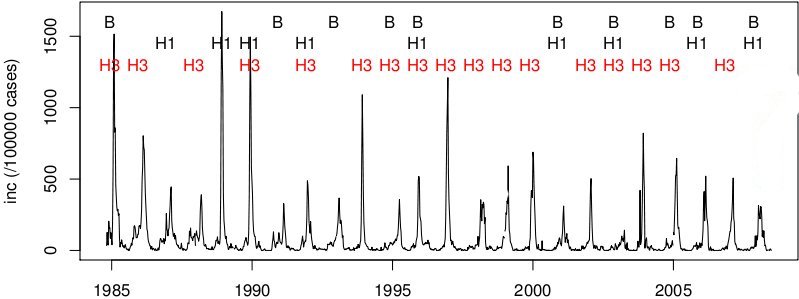 B B B B B B B B B
H1 H1 H1 H1 H1 H1 H1 H1 H1
H3 H3 H3 H3 H3 H3 H3 H3 H3 H3 H3 H3 H3 H3 H3 H3 H3
inc (/100000 cases)
1500
1000
500
0
1985 1990 1995 2000 2005